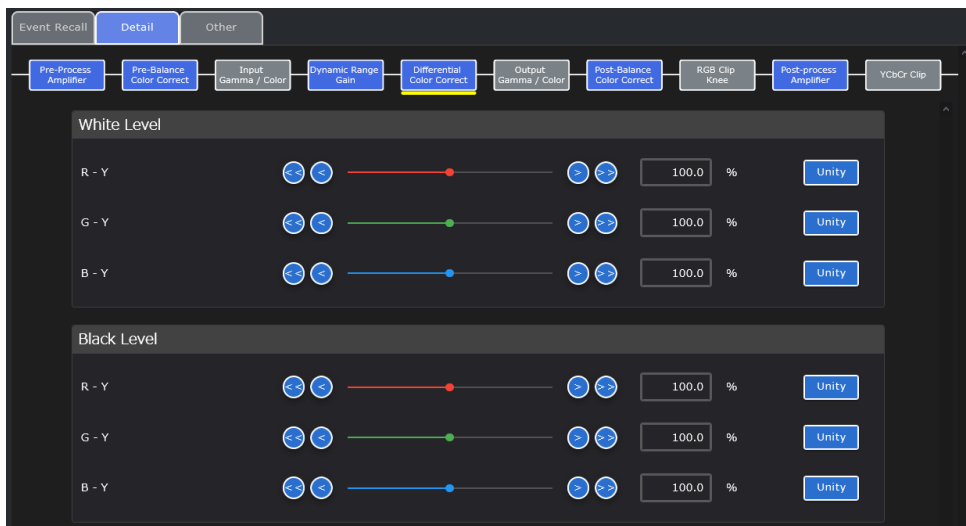 Event Recall Detail Other
Pre-Process Amplifier
Pre-Balance Color Correct
Input Gamma / Color
Dynamic Range Gain
Differential Color Correct
Output Gamma / Color
Post-Balance Color Correct
RGB Clip Knee
Post-process Amplifier
YCbCr Clip
White Level
R - Y << < > >> 100.0 % Unity
G - Y << < > >> 100.0 % Unity
B - Y << < > >> 100.0 % Unity
Black Level
R - Y << < > >> 100.0 % Unity
G - Y << < > >> 100.0 % Unity
B - Y << < > >> 100.0 % Unity